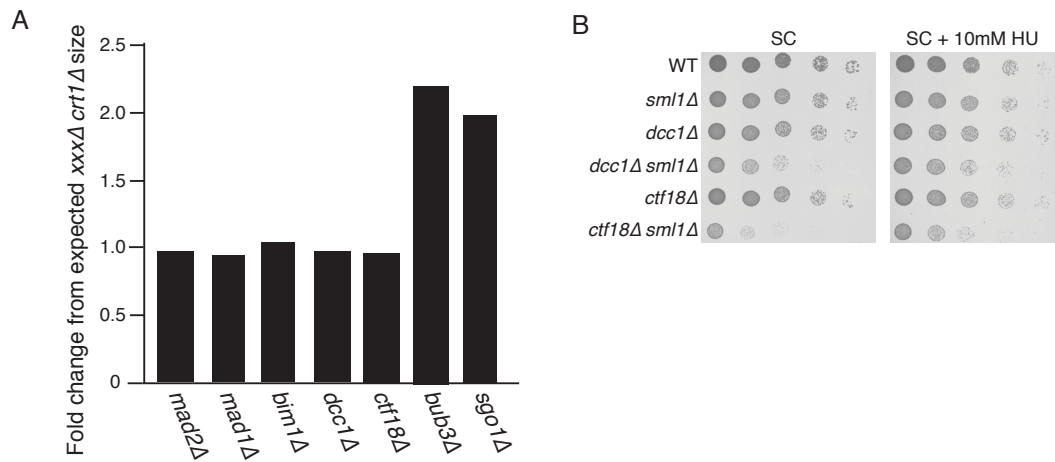 A
Fold change from expected xxxΔ crt1Δ size
2.5
2.0
1.5
1.0
0.5
0
mad2Δ
mad1Δ
bim1Δ
dcc1Δ
ctf18Δ
bub3Δ
sgo1Δ
B
SC
SC + 10mM HU
WT
sml1Δ
dcc1Δ
dcc1Δ sml1Δ
ctf18Δ
ctf18Δ sml1Δ